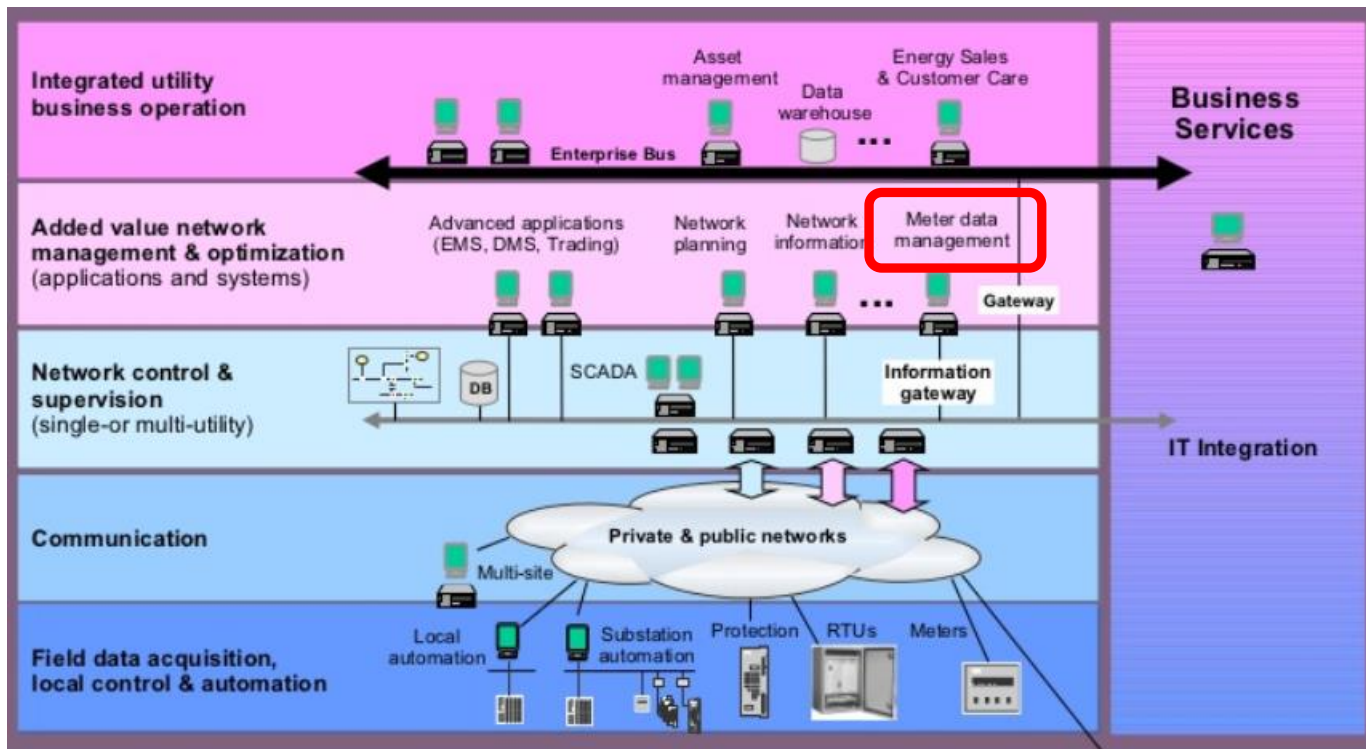 Integrated utility
business operation
Asset
management
Data
warehouse
Energy Sales
& Customer Care
Enterprise Bus
Business
Services
Added value network
management & optimization
(applications and systems)
Advanced applications
(EMS, DMS, Trading)
Network
planning
Network
information
Meter data
management
Gateway
Network control &
supervision
(single-or multi-utility)
DB
SCADA
Information
gateway
IT Integration
Communication
Private & public networks
Multi-site
Field data acquisition,
local control & automation
Local
automation
Substation
automation
Protection
RTUs
Meters